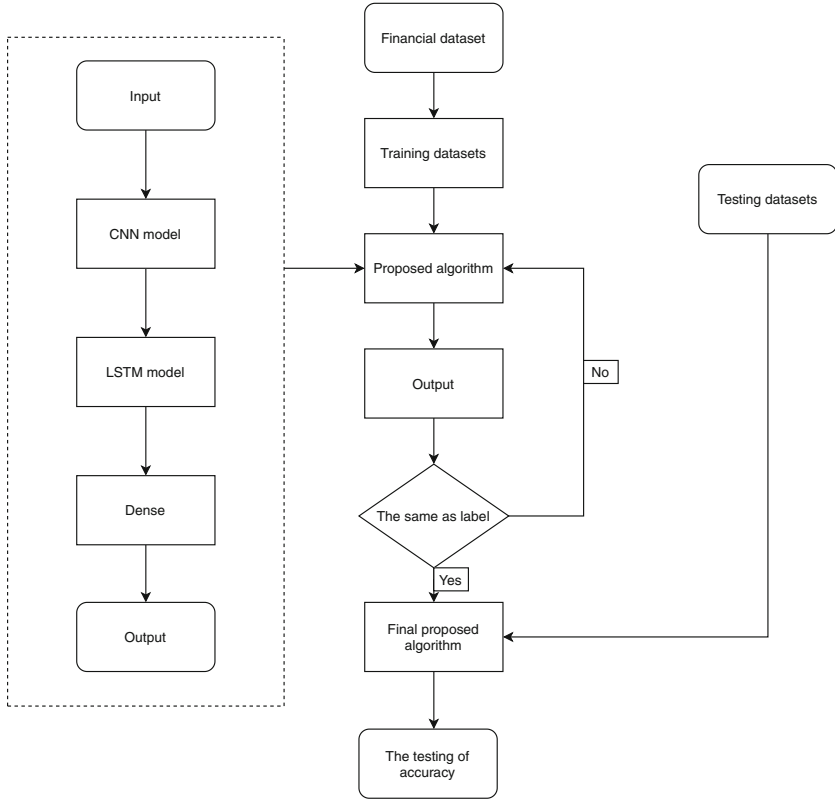 Financial dataset
Input
Training datasets
Testing datasets
CNN model
Proposed algorithm
LSTM model
Output
No
Dense
The same as label
Yes
Output
Final proposed
algorithm
The testing of
accuracy